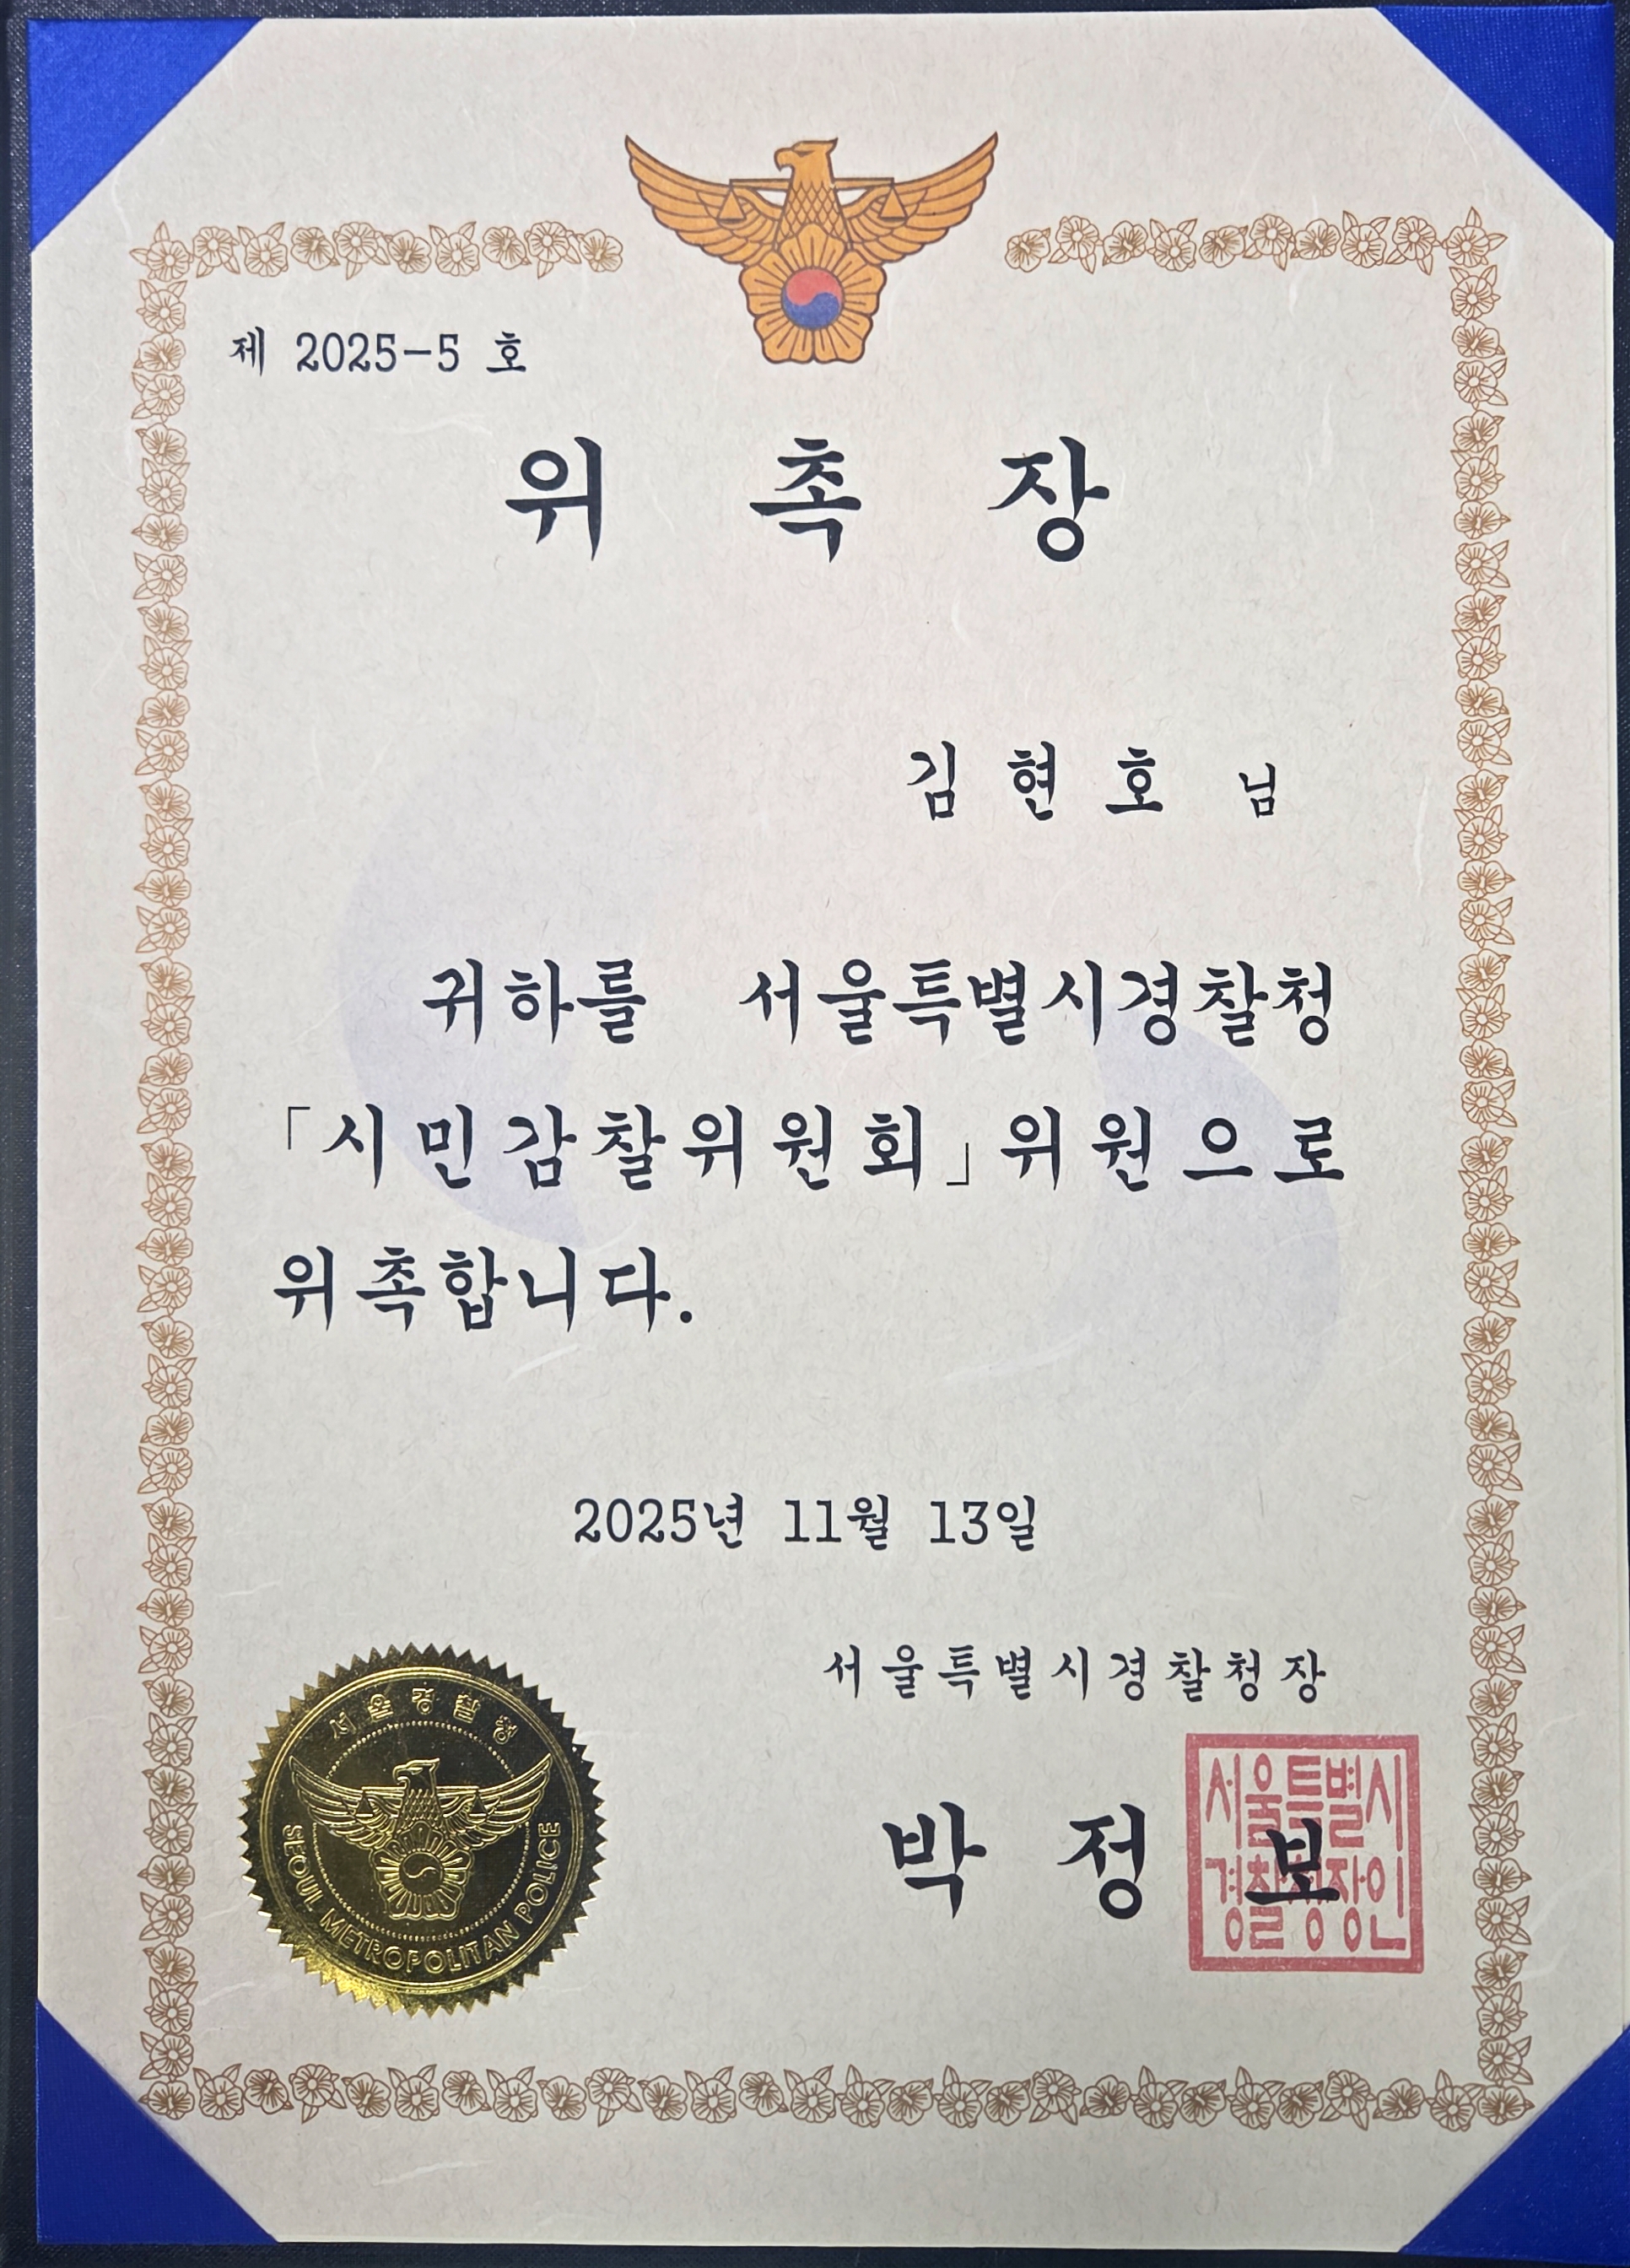 제 2025-5 호
위 촉 장
김 현 호 님
귀하를 서울특별시경찰청
「시민감찰위원회」위원으로
위촉합니다.
2025년 11월 13일
서울특별시경찰청장
박 정 보
서울특별시
경찰청장인
서울경찰청
SEOUL METROPOLITAN POLICE